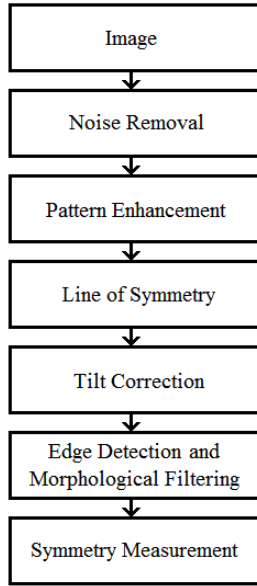 Image
Noise Removal
Pattern Enhancement
Line of Symmetry
Tilt Correction
Edge Detection and
Morphological Filtering
Symmetry Measurement